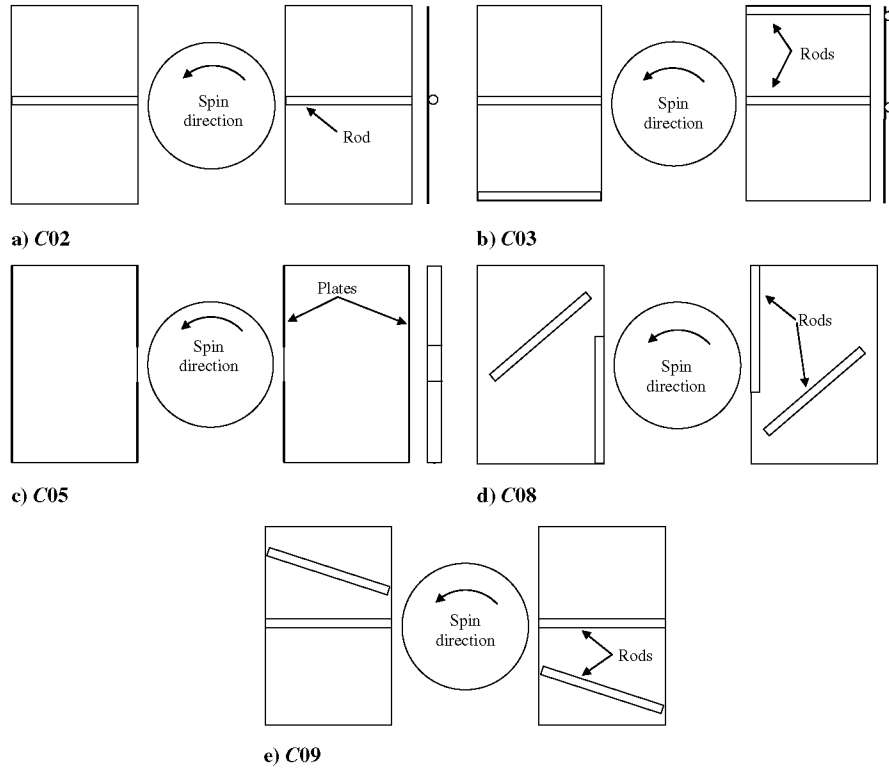 Spin
direction
Rod
a) C02
Rods
Spin
direction
b) C03
Plates
Spin
direction
c) C05
Rods
Spin
direction
d) C08
Spin
direction
Rods
e) C09